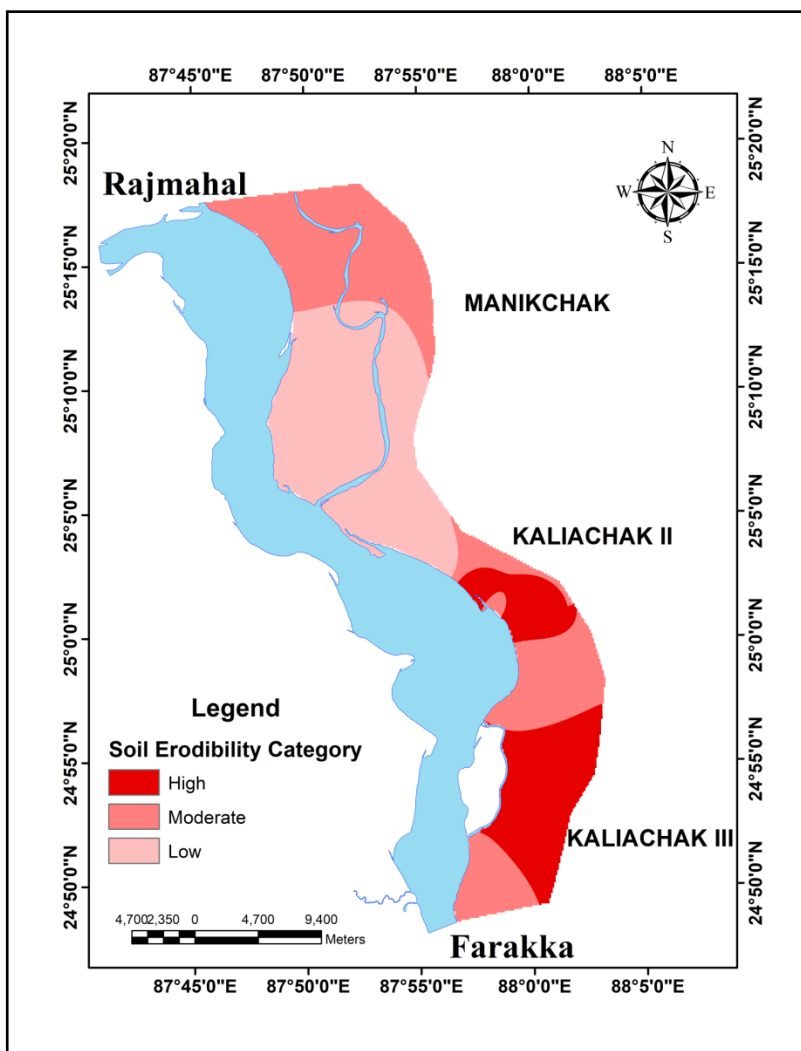 87°45'0"E 87°50'0"E 87°55'0"E 88°0'0"E 88°5'0"E
25°20'0"N
25°15'0"N
25°10'0"N
25°5'0"N
25°0'0"N
24°55'0"N
24°50'0"N
N
W E
S
Rajmahal
MANIKCHAK
KALIACHAK II
KALIACHAK III
Farakka
Legend
Soil Erodibility Category
High
Moderate
Low
4,700 2,350 0 4,700 9,400
Meters
25°20'0"N
25°15'0"N
25°10'0"N
25°5'0"N
25°0'0"N
24°55'0"N
24°50'0"N
87°45'0"E 87°50'0"E 87°55'0"E 88°0'0"E 88°5'0"E